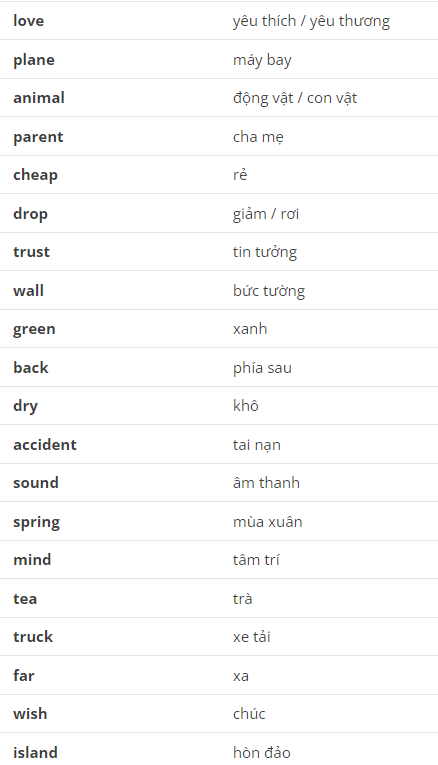 love yêu thích / yêu thương
plane máy bay
animal động vật / con vật
parent cha mẹ
cheap rẻ
drop giảm / rơi
trust tin tưởng
wall bức tường
green xanh
back phía sau
dry khô
accident tai nạn
sound âm thanh
spring mùa xuân
mind tâm trí
tea trà
truck xe tải
far xa
wish chúc
island hòn đảo